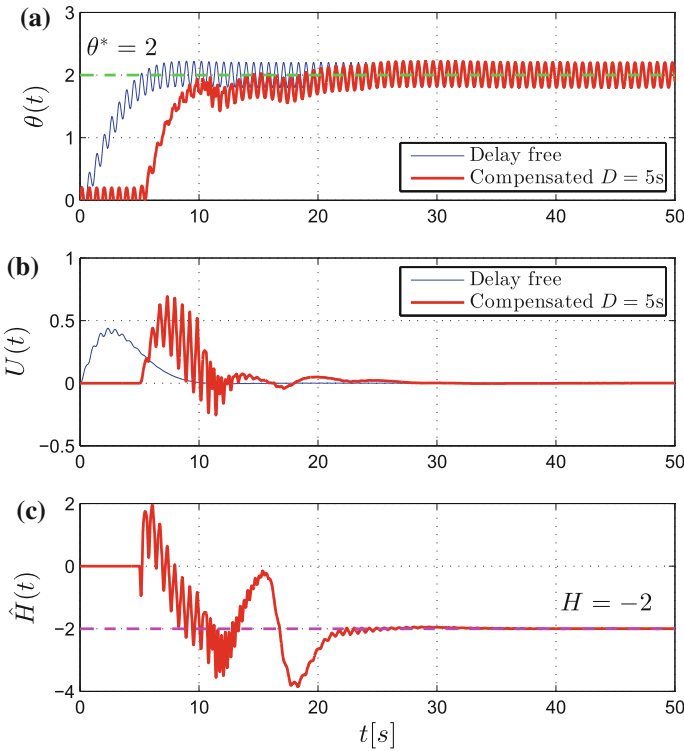 (a)
3
2
1
0
θ(t)
θ* = 2
Delay free
Compensated D = 5s
0 10 20 30 40 50
(b)
1
0.5
0
−0.5
U(t)
Delay free
Compensated D = 5s
0 10 20 30 40 50
(c)
2
0
−2
−4
Ĥ(t)
H = −2
0 10 20 30 40 50
t[s]